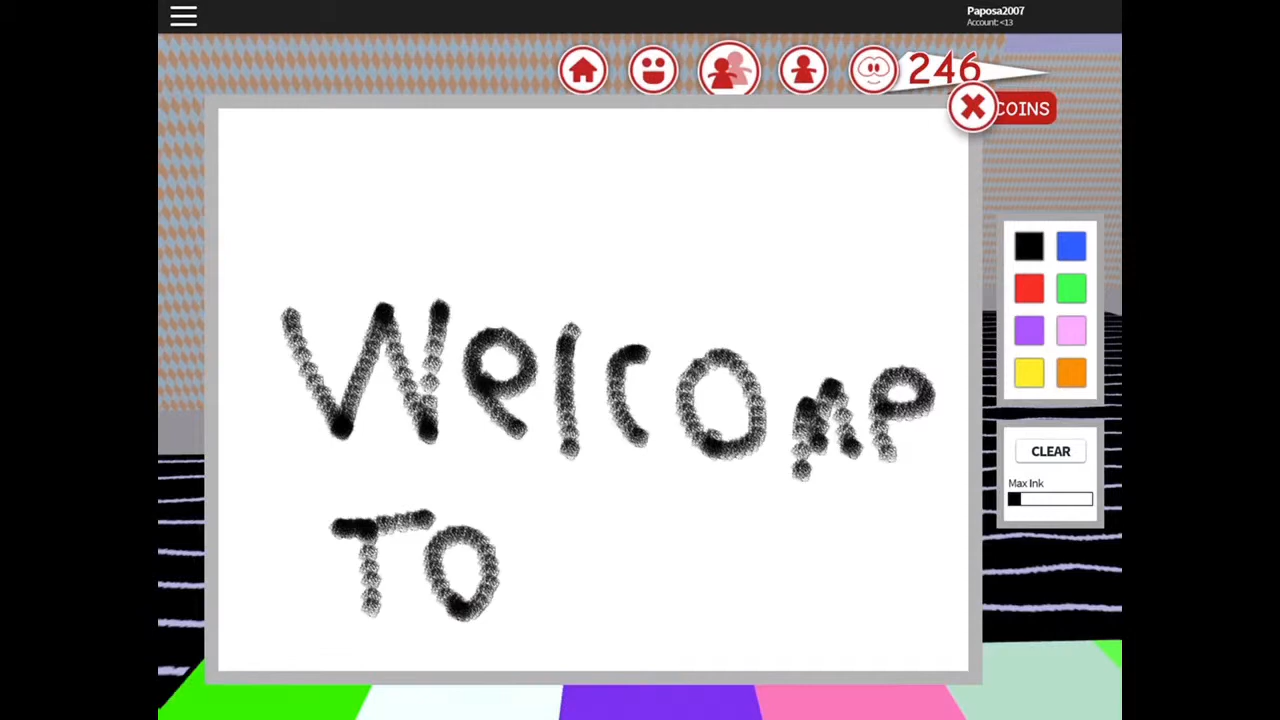 Paposa2007
Account: <13
246
COINS
Welcome
TO
CLEAR
Max Ink